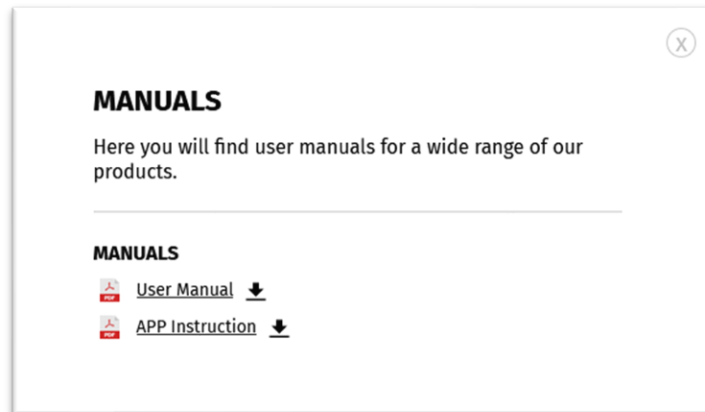 X
MANUALS
Here you will find user manuals for a wide range of our
products.
MANUALS
PDF User Manual
PDF APP Instruction